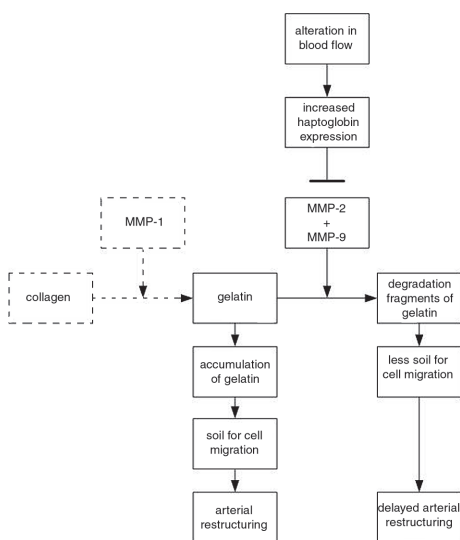 alteration in
blood flow
increased
haptoglobin
expression
MMP-1
MMP-2
+
MMP-9
collagen
gelatin
degradation
fragments of
gelatin
accumulation
of gelatin
less soil for
cell migration
soil for cell
migration
arterial
restructuring
delayed arterial
restructuring